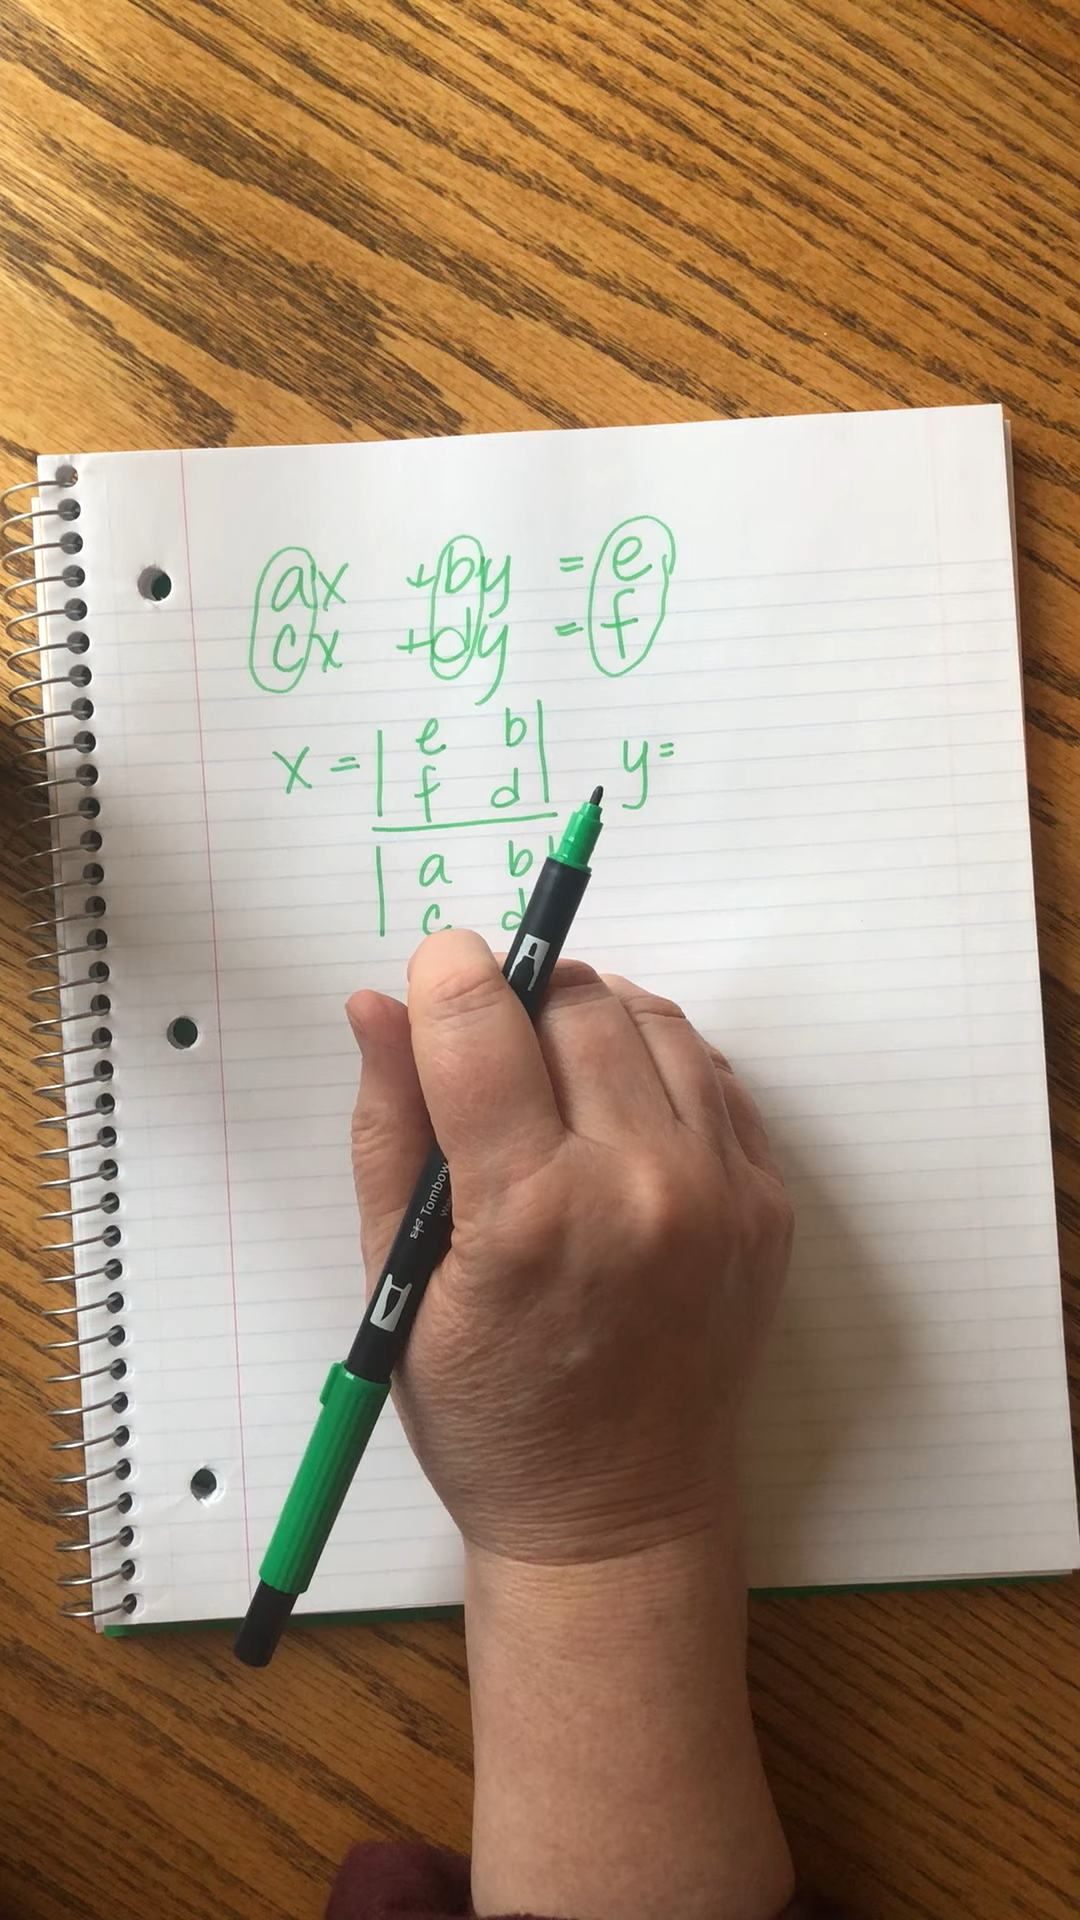 ax +by = e
cx +dy = f
x = | e b | y =
| f d |
| a b |
| c d
Tombow